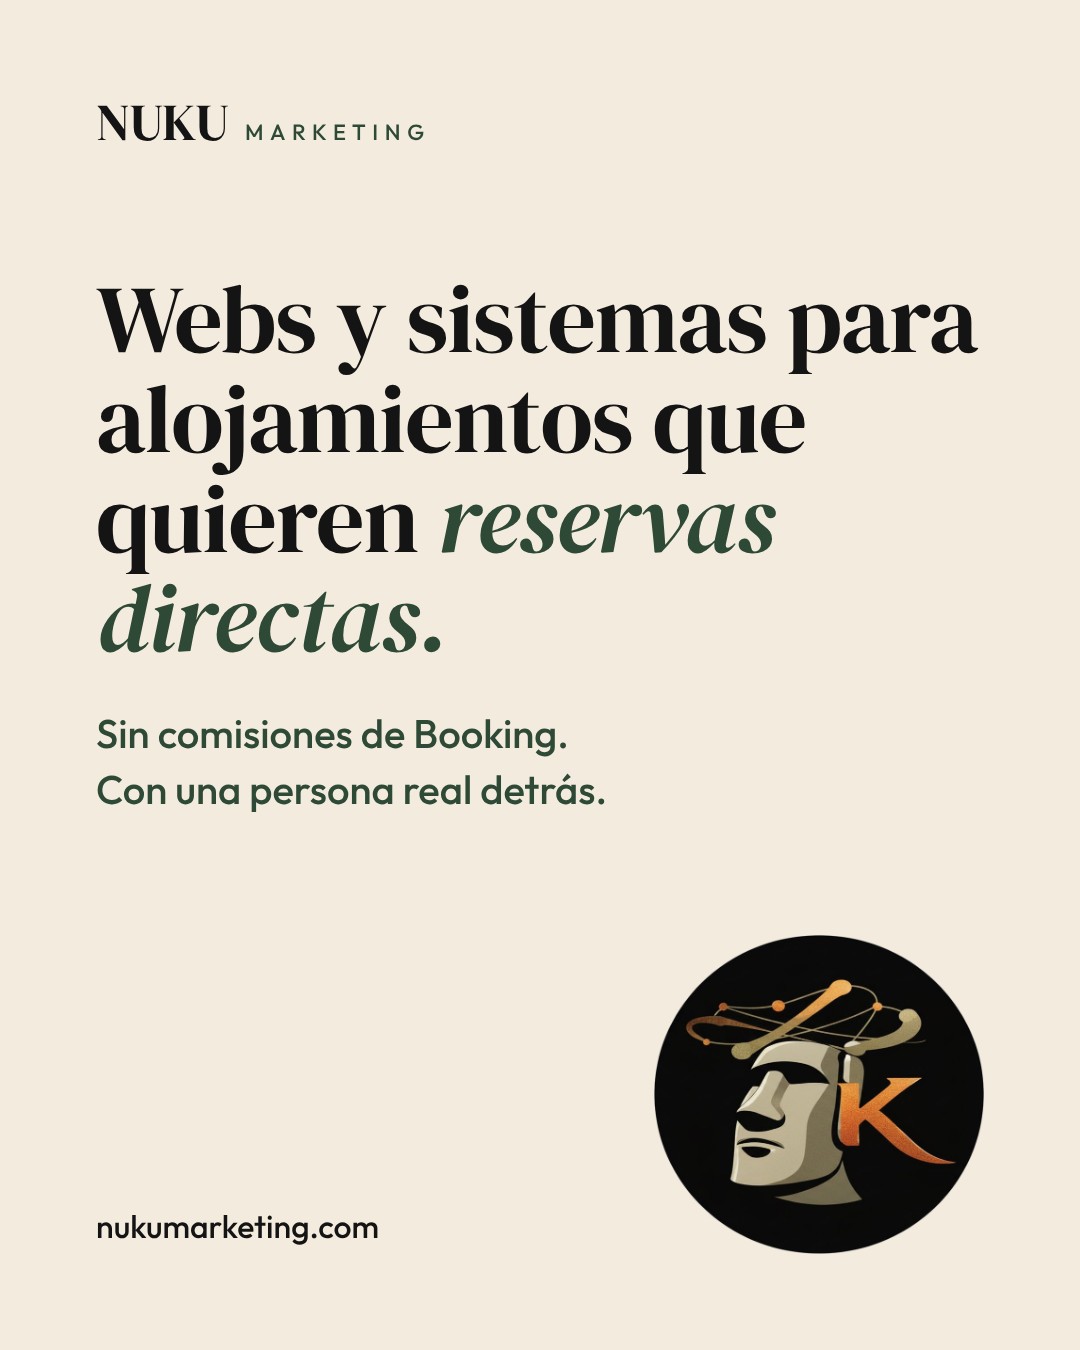 NUKU MARKETING
Webs y sistemas para
alojamientos que
quieren reservas
directas.
Sin comisiones de Booking.
Con una persona real detrás.
K
nukumarketing.com